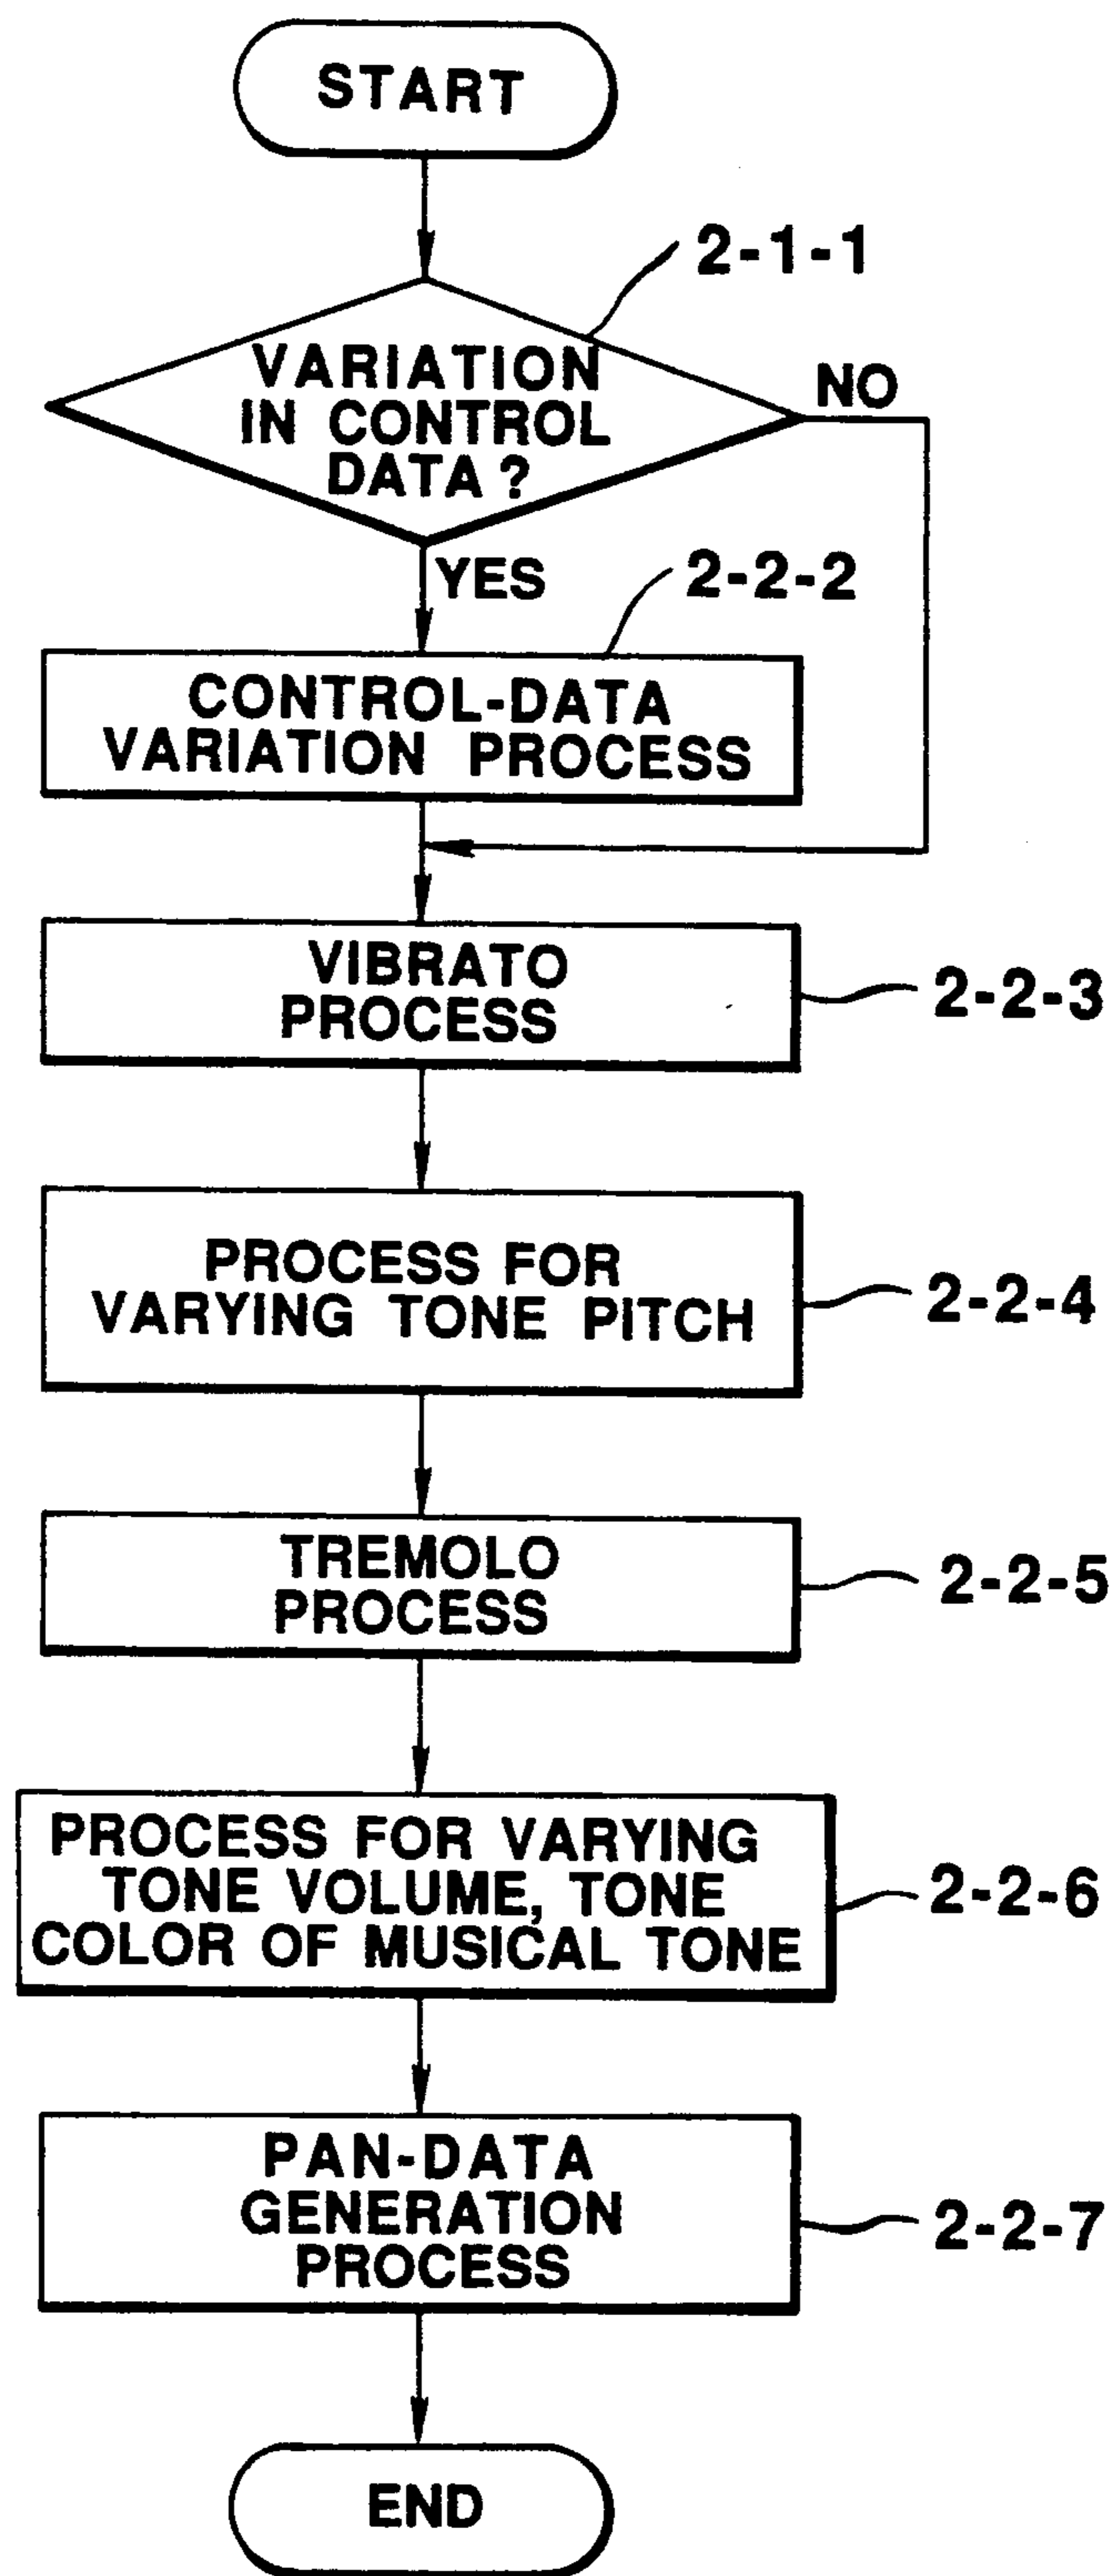 START
2-1-1
VARIATION
IN CONTROL
DATA ?
NO
YES
2-2-2
CONTROL-DATA
VARIATION PROCESS
VIBRATO
PROCESS
2-2-3
PROCESS FOR
VARYING TONE PITCH
2-2-4
TREMOLO
PROCESS
2-2-5
PROCESS FOR VARYING
TONE VOLUME, TONE
COLOR OF MUSICAL TONE
2-2-6
PAN-DATA
GENERATION
PROCESS
2-2-7
END